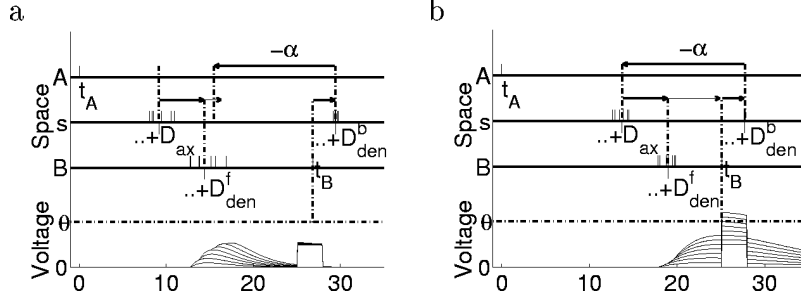 a
−α
A
t_A
Space
s
..+D_ax
..+D^b_den
B
..+D^f_den
t_B
θ
Voltage
0
0 10 20 30
b
−α
A
t_A
Space
s
..+D_ax
..+D^b_den
B
..+D^f_den
t_B
θ
Voltage
0
0 10 20 30